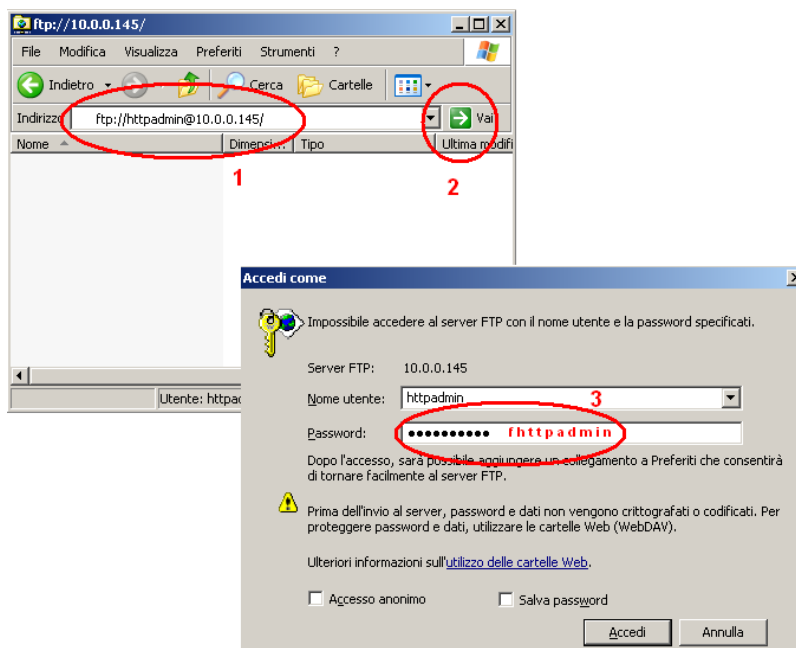 ftp://10.0.0.145/
File Modifica Visualizza Preferiti Strumenti ?
Indietro Cerca Cartelle
Indirizzo ftp://httpadmin@10.0.0.145/ Vai
Nome Dimensi... Tipo Ultima modifi
1
2
Accedi come
Impossibile accedere al server FTP con il nome utente e la password specificati.
Server FTP: 10.0.0.145
Utente: httpad
Nome utente: httpadmin
3
Password: ●●●●●●●●●● fhttpadmin
Dopo l'accesso, sarà possibile aggiungere un collegamento a Preferiti che consentirà
di tornare facilmente al server FTP.
Prima dell'invio al server, password e dati non vengono crittografati o codificati. Per
proteggere password e dati, utilizzare le cartelle Web (WebDAV).
Ulteriori informazioni sull'utilizzo delle cartelle Web.
Accesso anonimo Salva password
Accedi Annulla